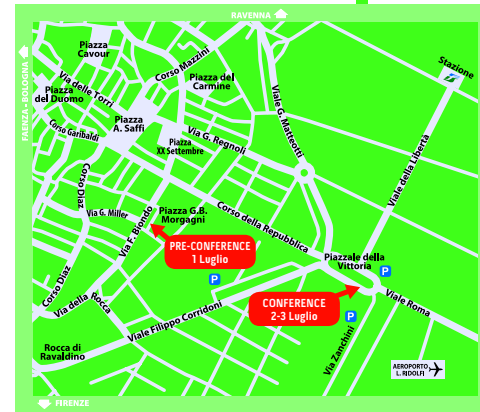 RAVENNA
FAENZA - BOLOGNA
Piazza
Cavour
Corso Mazzini
Stazione
Via delle Torri
Piazza
del Duomo
Piazza del
Carmine
Viale G. Matteotti
Corso Garibaldi
Piazza
A. Saffi
Via G. Regnoli
Piazza
XX Settembre
Viale della Libertà
Corso Diaz
Via G. Miller
Via F. Biondo
Piazza G.B.
Morgagni
Corso della Repubblica
PRE-CONFERENCE
1 Luglio
Piazzale della
Vittoria
P
P
Corso Diaz
Via della Rocca
CONFERENCE
2-3 Luglio
Viale Roma
P
Viale Filippo Corridoni
Via Zanchini
Rocca di
Ravaldino
AEROPORTO
L. RIDOLFI
FIRENZE